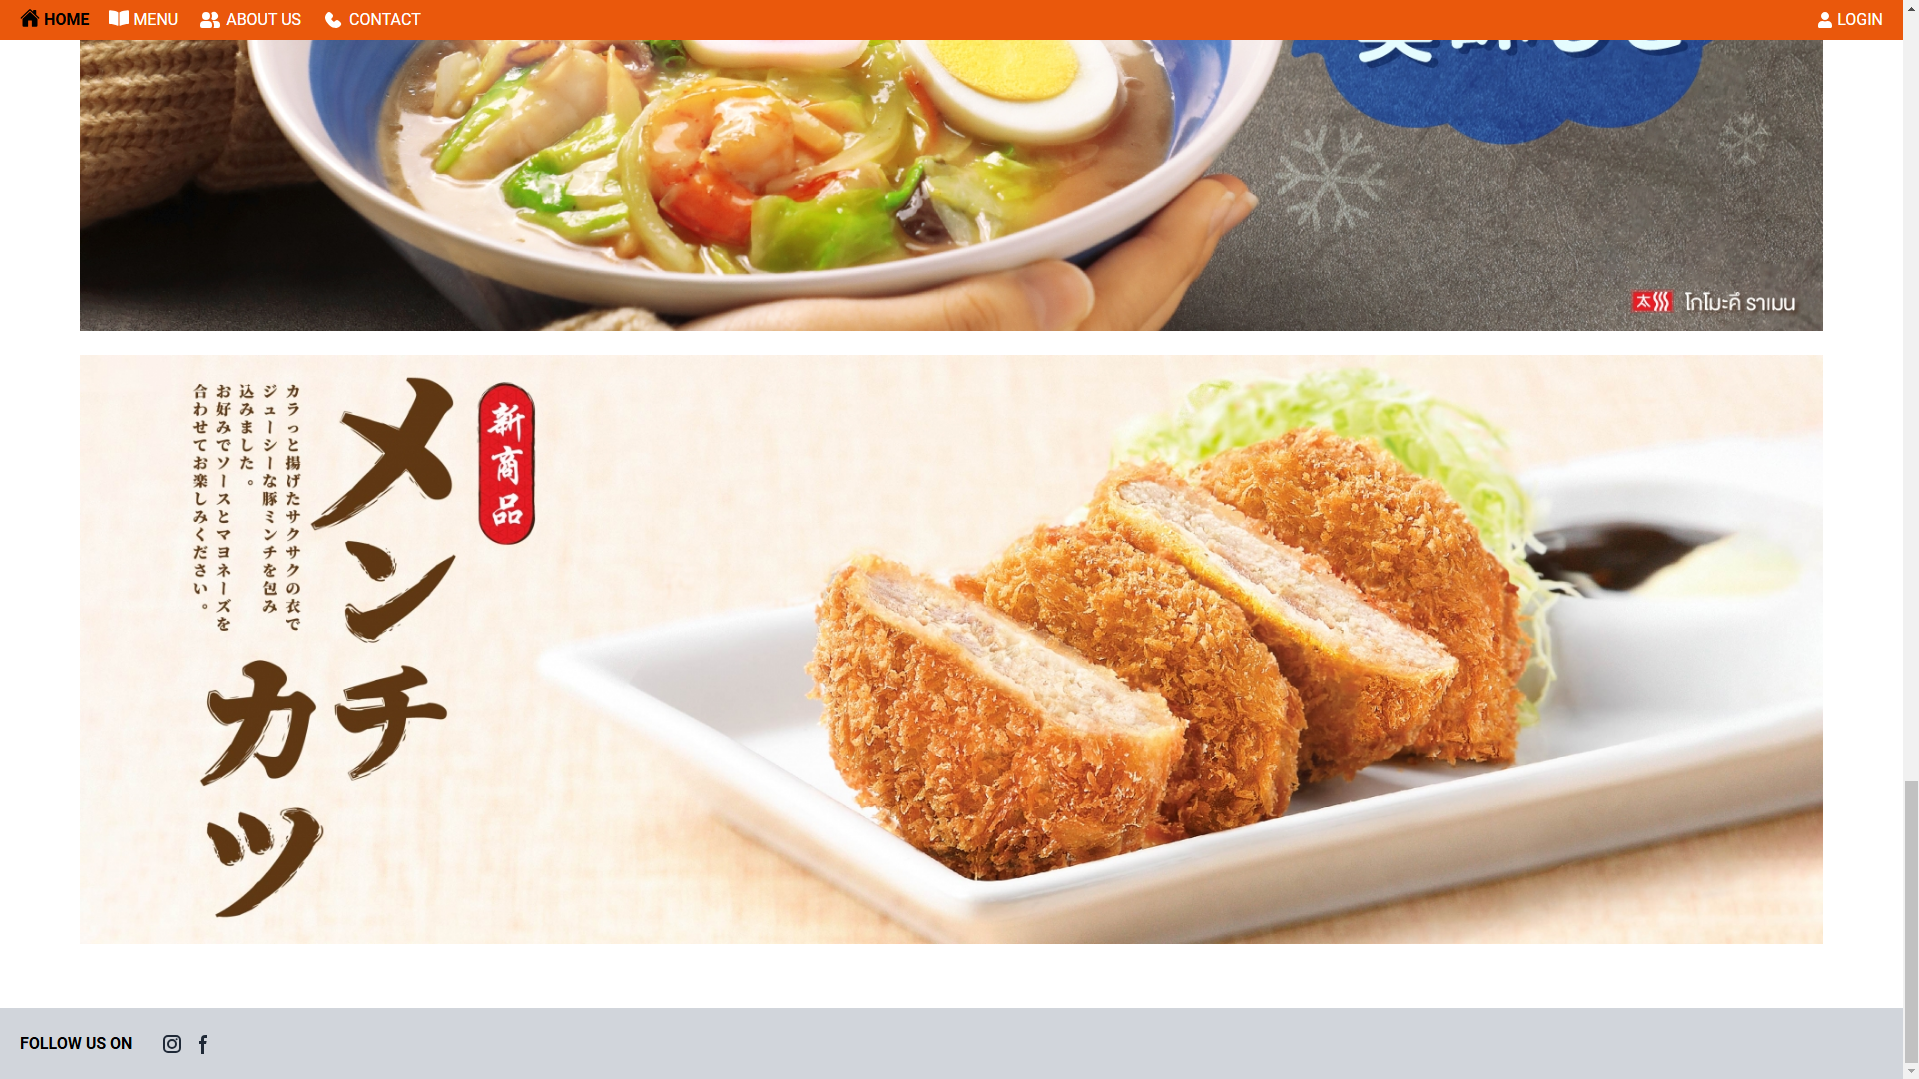 HOME
MENU
ABOUT US
CONTACT
LOGIN
太
โกโมะคึ ราเมน
新商品
メンチ
カツ
カラっと揚げたサクサクの衣で
ジューシーな豚ミンチを包み
込みました。
お好みでソースとマヨネーズを
合わせてお楽しみください。
FOLLOW US ON